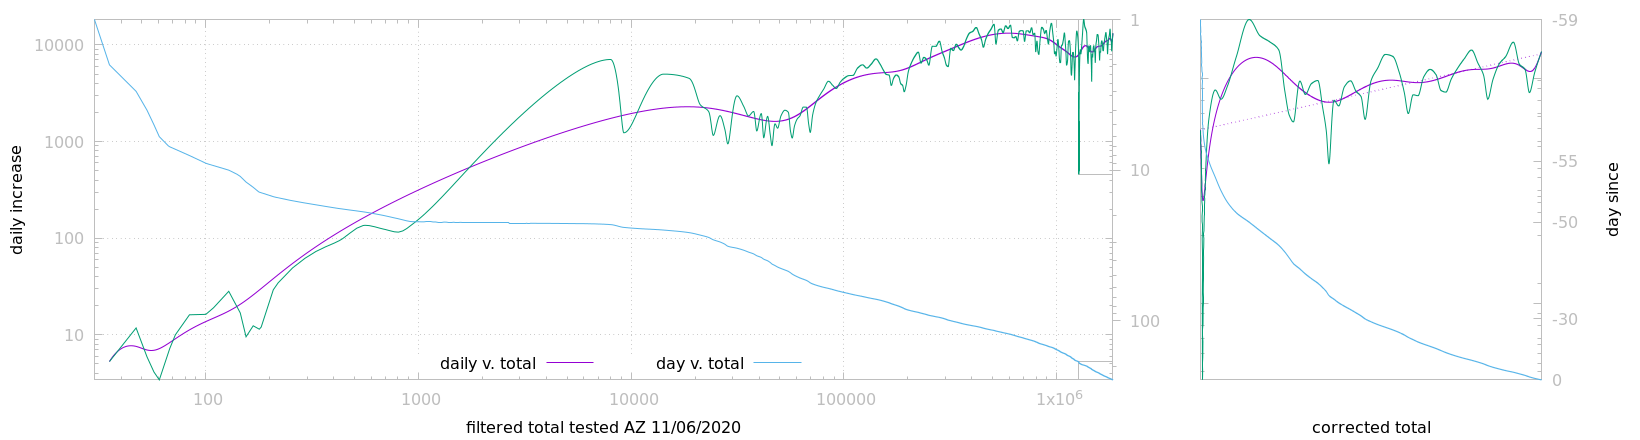 10000
1000
100
10
daily increase
1
10
100
daily v. total
day v. total
100
1000
10000
100000
1x10⁶
filtered total tested AZ 11/06/2020
-59
-55
-50
-30
0
day since
corrected total